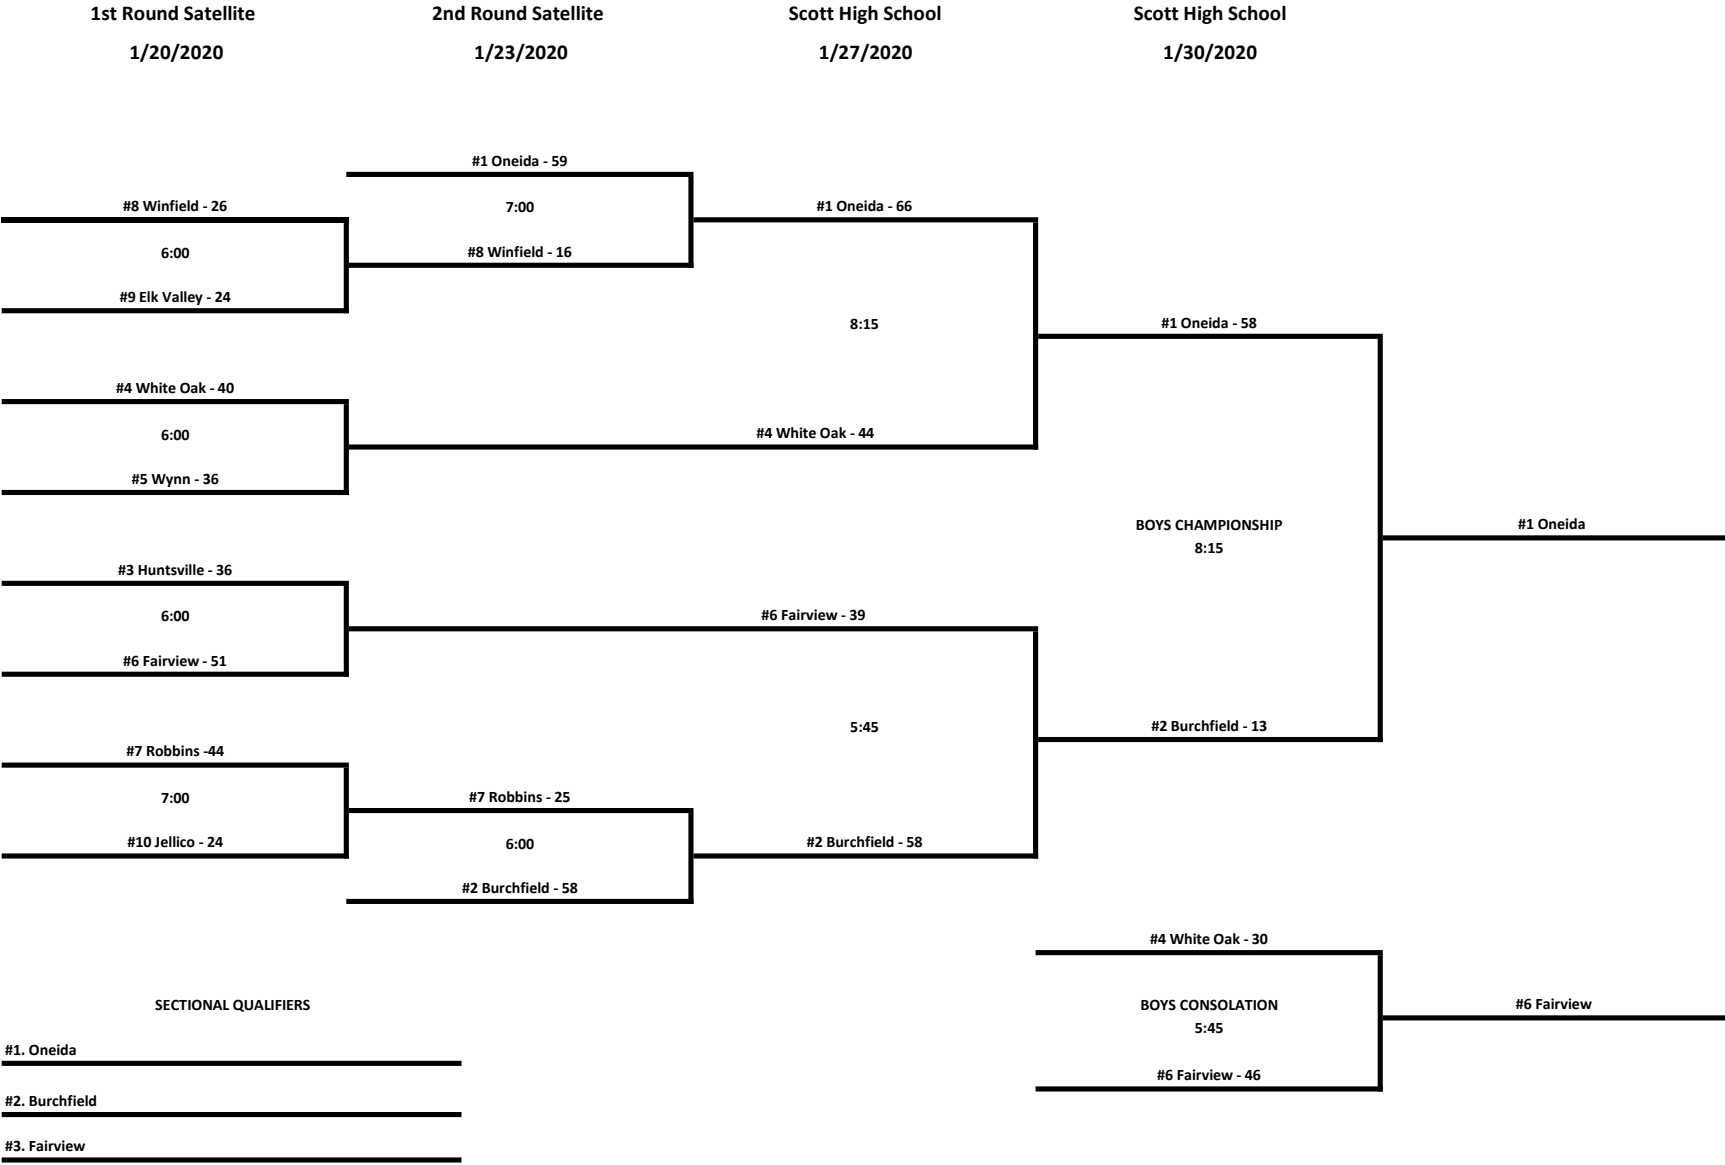 1st Round Satellite
2nd Round Satellite
Scott High School
Scott High School
1/20/2020
1/23/2020
1/27/2020
1/30/2020
#1 Oneida - 59
#8 Winfield - 26
7:00
#1 Oneida - 66
6:00
#8 Winfield - 16
#9 Elk Valley - 24
8:15
#1 Oneida - 58
#4 White Oak - 40
6:00
#4 White Oak - 44
#5 Wynn - 36
BOYS CHAMPIONSHIP
#1 Oneida
8:15
#3 Huntsville - 36
6:00
#6 Fairview - 39
#6 Fairview - 51
5:45
#2 Burchfield - 13
#7 Robbins -44
7:00
#7 Robbins - 25
#10 Jellico - 24
6:00
#2 Burchfield - 58
#2 Burchfield - 58
#4 White Oak - 30
SECTIONAL QUALIFIERS
BOYS CONSOLATION
#6 Fairview
5:45
#1. Oneida
#6 Fairview - 46
#2. Burchfield
#3. Fairview